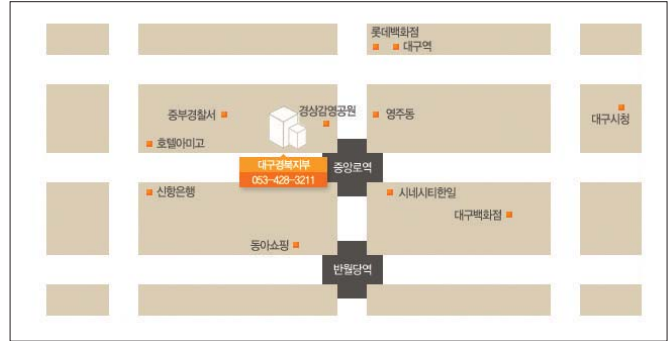 롯데백화점
대구역
중부경찰서
경상감영공원
영주동
대구시청
호텔아미고
대구경북지부
053-428-3211
중앙로역
신항은행
시네시티한일
대구백화점
동아쇼핑
반월당역